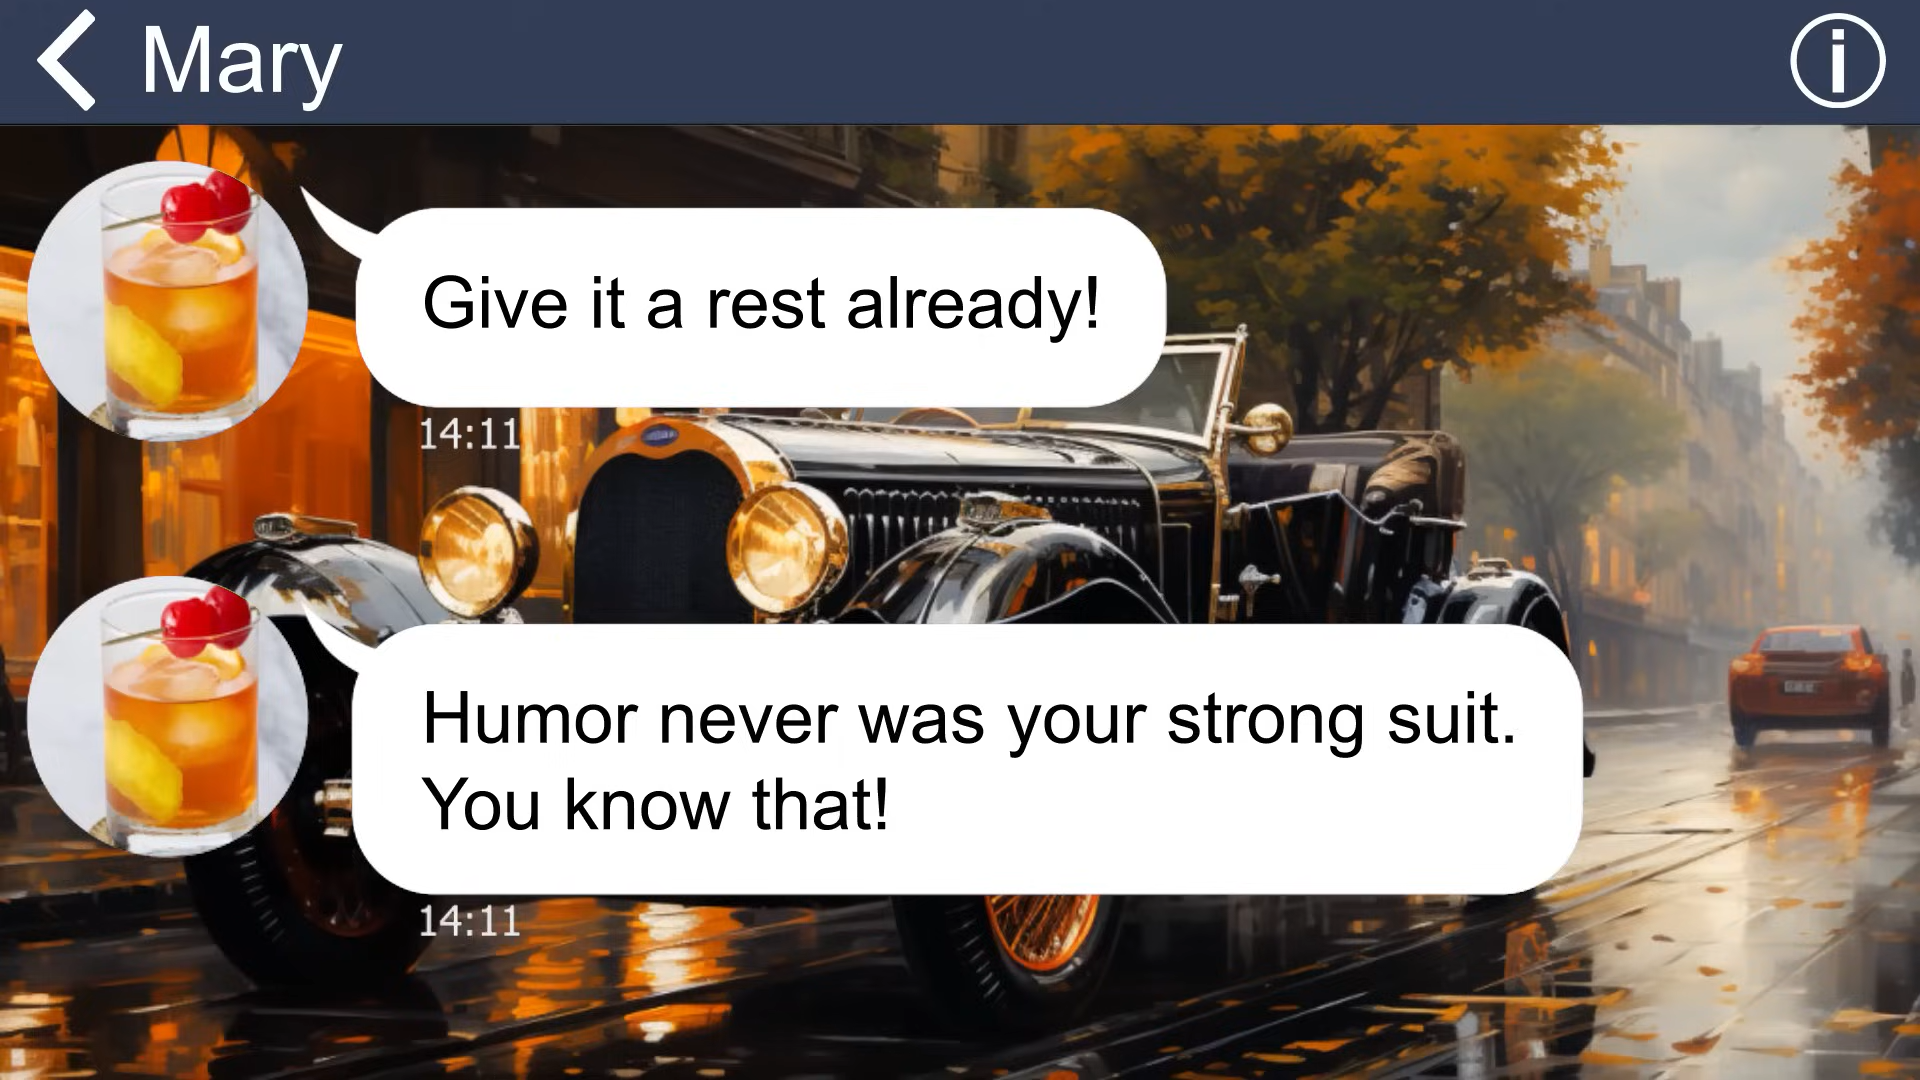 Mary
Give it a rest already!
14:11
Humor never was your strong suit.
You know that!
14:11